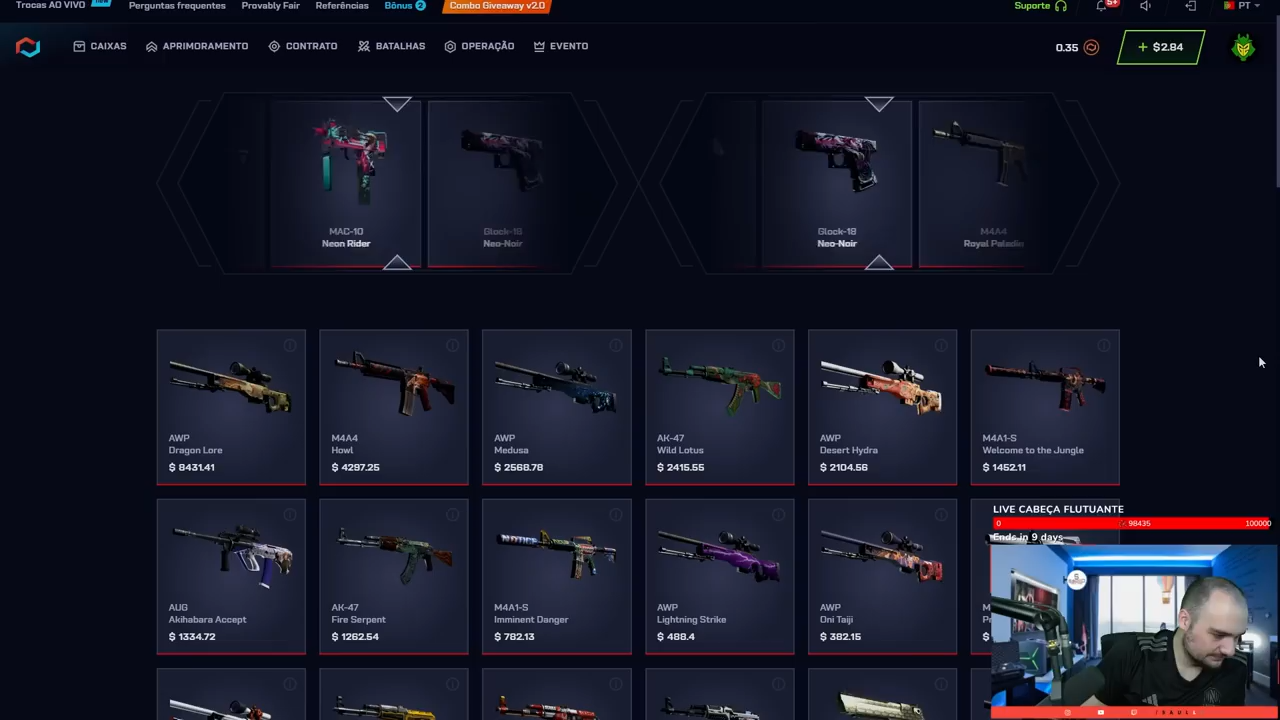 Trocas AO VIVO
Perguntas frequentes
Provably Fair
Referências
Bônus 2
Combo Giveaway v2.0
Suporte
5+
PT
CAIXAS
APRIMORAMENTO
CONTRATO
BATALHAS
OPERAÇÃO
EVENTO
0.35
+ $2.84
MAC-10
Neon Rider
Glock-18
Neo-Noir
Glock-18
Neo-Noir
M4A4
Royal Paladin
AWP
Dragon Lore
$ 8431.41
M4A4
Howl
$ 4297.25
AWP
Medusa
$ 2568.78
AK-47
Wild Lotus
$ 2415.55
AWP
Desert Hydra
$ 2104.56
M4A1-S
Welcome to the Jungle
$ 1452.11
AUG
Akihabara Accept
$ 1334.72
AK-47
Fire Serpent
$ 1262.54
M4A1-S
Imminent Danger
$ 782.13
AWP
Lightning Strike
$ 488.4
AWP
Oni Taiji
$ 382.15
LIVE CABEÇA FLUTUANTE
0
98435
100000
Ends in 9 days